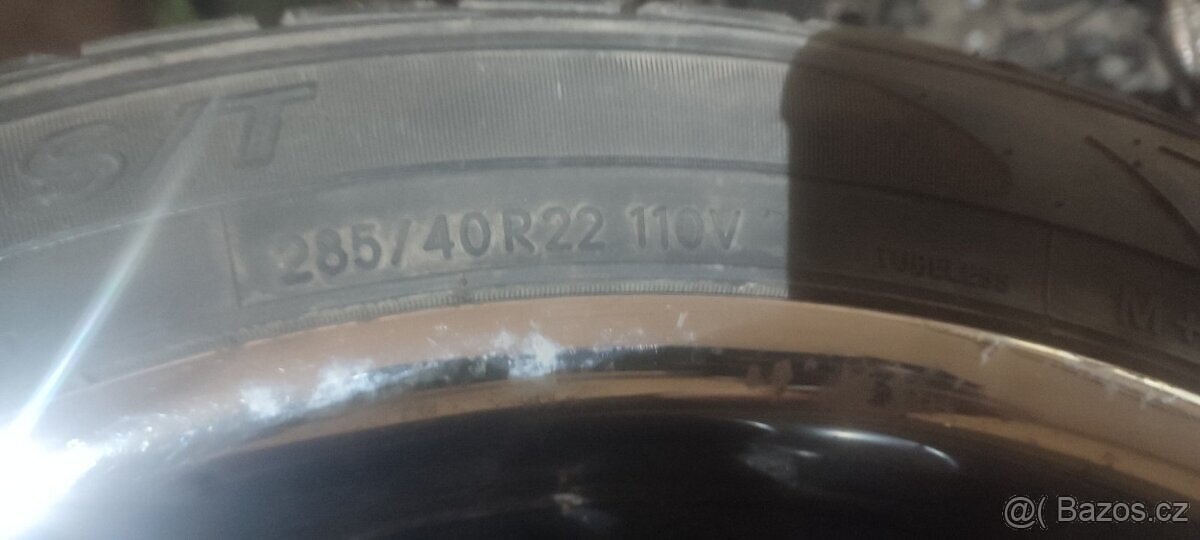 S/T
285/40R22 110V
M+
@( Bazos.cz